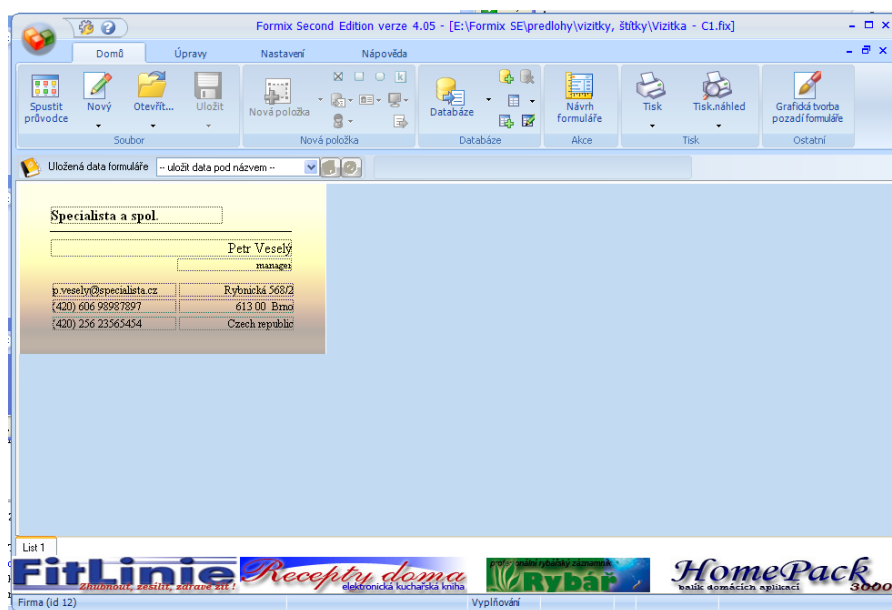 Formix Second Edition verze 4.05 - [E:\Formix SE\predlohy\vizitky, štítky\Vizitka - C1.fix]
Domů Úpravy Nastavení Nápověda
Spustit průvodce Nový Otevřít... Uložit
Soubor
Nová položka
Nová položka
Databáze
Databáze
Návrh formuláře
Akce
Tisk Tisk.náhled
Tisk
Grafická tvorba pozadí formuláře
Ostatní
Uložená data formuláře -- uložit data pod názvem --
Specialista a spol.
Petr Veselý
manager
p.vesely@specialista.cz Rybnická 568/2
(420) 606 98987897 613 00 Brno
(420) 256 23565454 Czech republic
List 1
FitLinie
Zhubnout, zesílit, zdravě žít !
Recepty doma
elektronická kuchařská kniha
profesionální rybářský záznamník
Rybář
HomePack
balík domácích aplikací 3000
Firma (id 12) Vyplňování